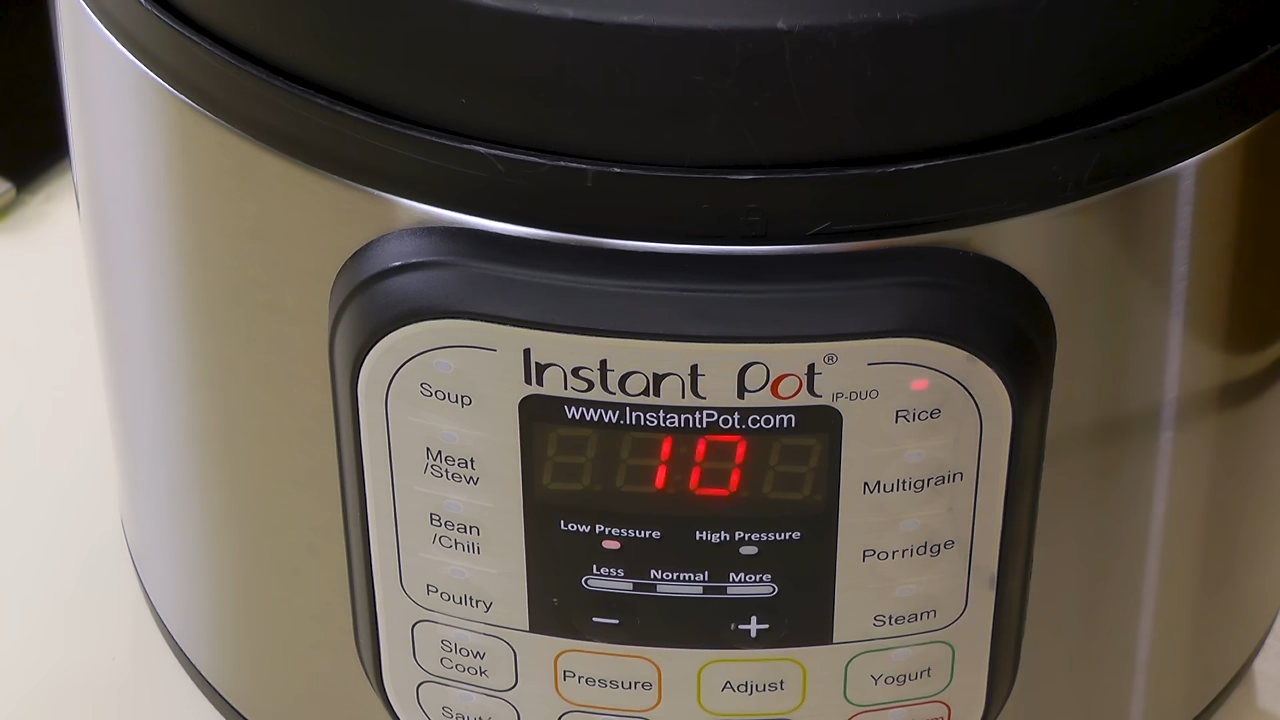 Instant Pot®
IP-DUO
www.InstantPot.com
10
Soup
Meat
/Stew
Bean
/Chili
Poultry
Slow
Cook
Rice
Multigrain
Porridge
Steam
Low Pressure
High Pressure
Less
Normal
More
−
+
Pressure
Adjust
Yogurt